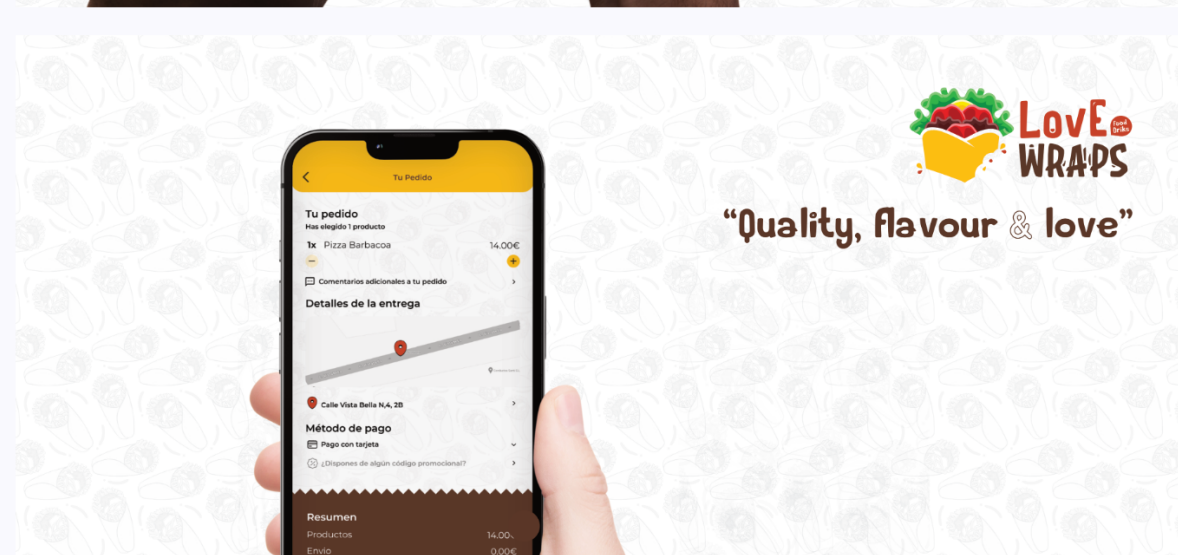 Tu Pedido
Tu pedido
Has elegido 1 producto
1x Pizza Barbacoa 14.00€
Comentarios adicionales a tu pedido
Detalles de la entrega
Calle Vista Bella N,4, 2B
Método de pago
Pago con tarjeta
¿Dispones de algún código promocional?
Resumen
Productos 14.00
Envío 0.00€
LOVE
Food
Drinks
WRAPS
“Quality, flavour & love”